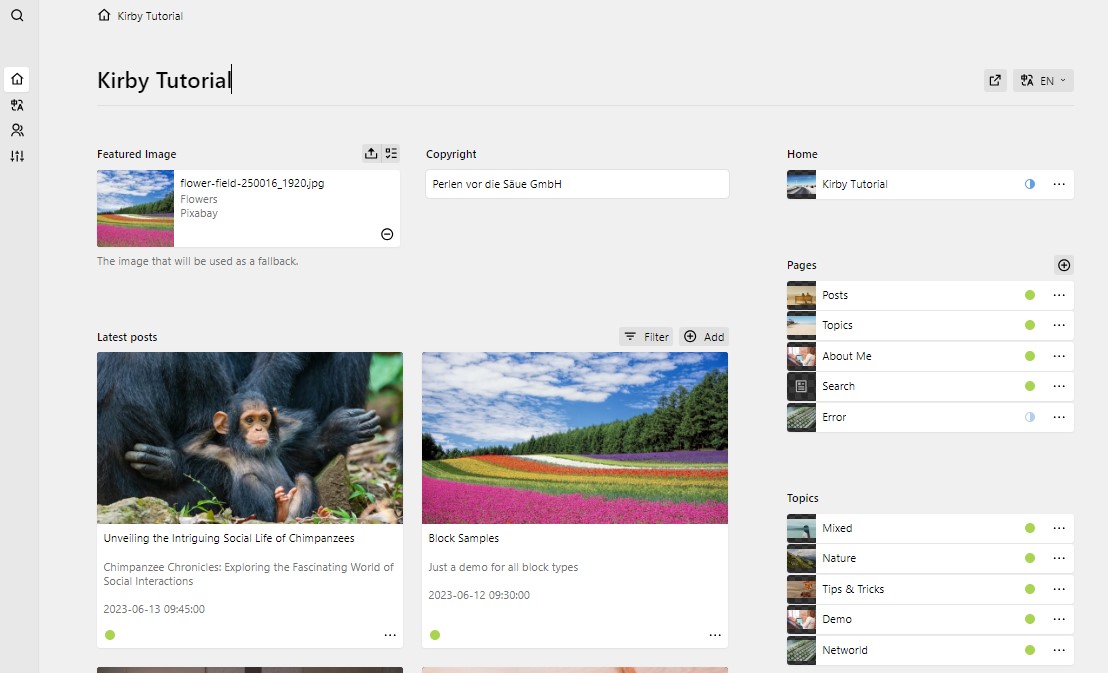 Kirby Tutorial
Kirby Tutorial
EN
Featured Image
flower-field-250016_1920.jpg
Flowers
Pixabay
The image that will be used as a fallback.
Copyright
Perlen vor die Säue GmbH
Latest posts
Filter
Add
Unveiling the Intriguing Social Life of Chimpanzees
Chimpanzee Chronicles: Exploring the Fascinating World of
Social Interactions
2023-06-13 09:45:00
Block Samples
Just a demo for all block types
2023-06-12 09:30:00
Home
Kirby Tutorial
Pages
Posts
Topics
About Me
Search
Error
Topics
Mixed
Nature
Tips & Tricks
Demo
Networld